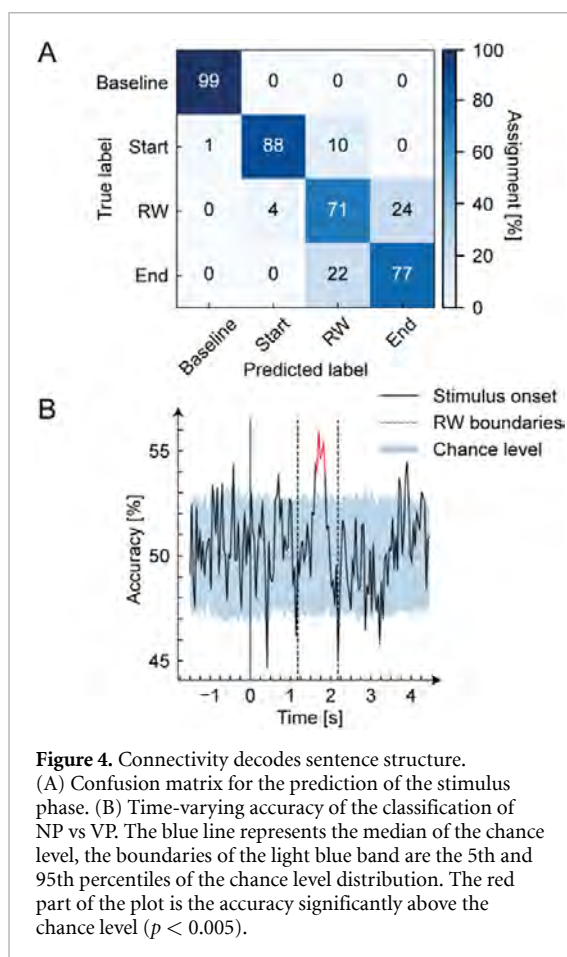 A
Baseline 99 0 0 0
Start 1 88 10 0
RW 0 4 71 24
End 0 0 22 77
True label
Baseline Start RW End
Predicted label
100
80
60
40
20
0
Assignment [%]
B
Stimulus onset
RW boundaries
Chance level
55
50
45
Accuracy [%]
−1 0 1 2 3 4
Time [s]
Figure 4. Connectivity decodes sentence structure.
(A) Confusion matrix for the prediction of the stimulus
phase. (B) Time-varying accuracy of the classification of
NP vs VP. The blue line represents the median of the chance
level, the boundaries of the light blue band are the 5th and
95th percentiles of the chance level distribution. The red
part of the plot is the accuracy significantly above the
chance level (p < 0.005).